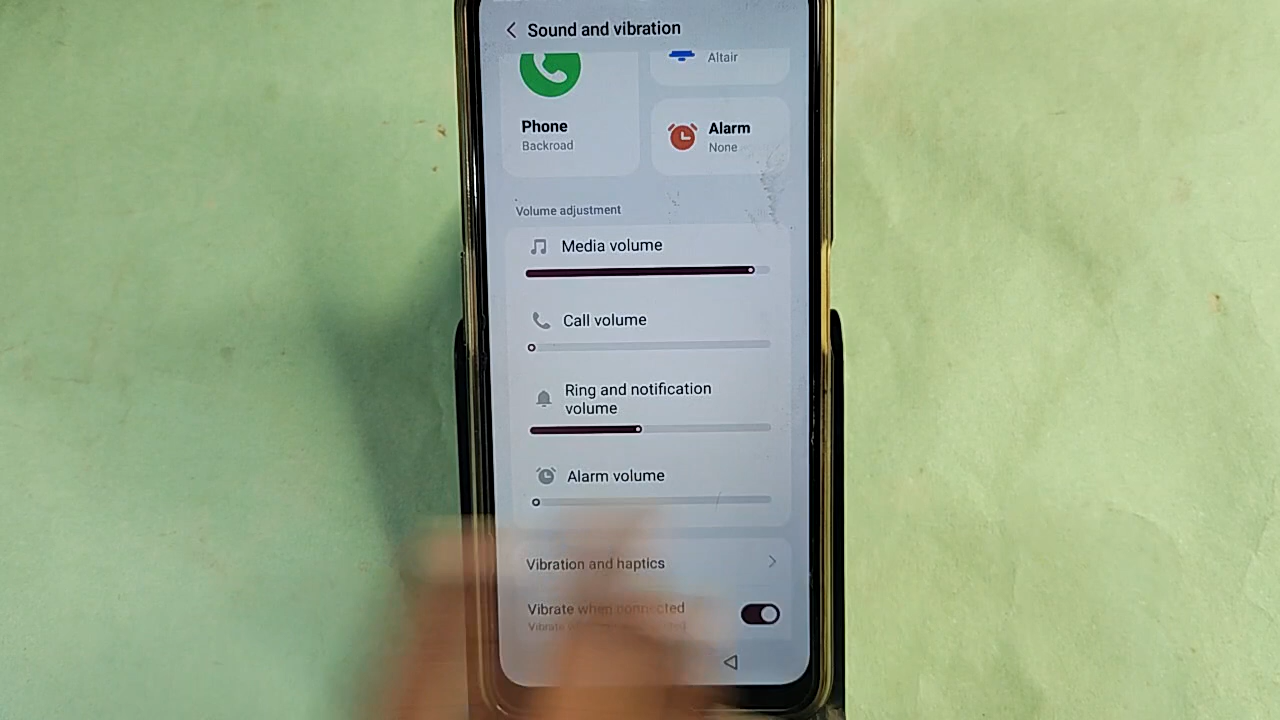 Sound and vibration
Altair
Phone
Backroad
Alarm
None
Volume adjustment
Media volume
Call volume
Ring and notification
volume
Alarm volume
Vibration and haptics
Vibrate when connected
Vibrate